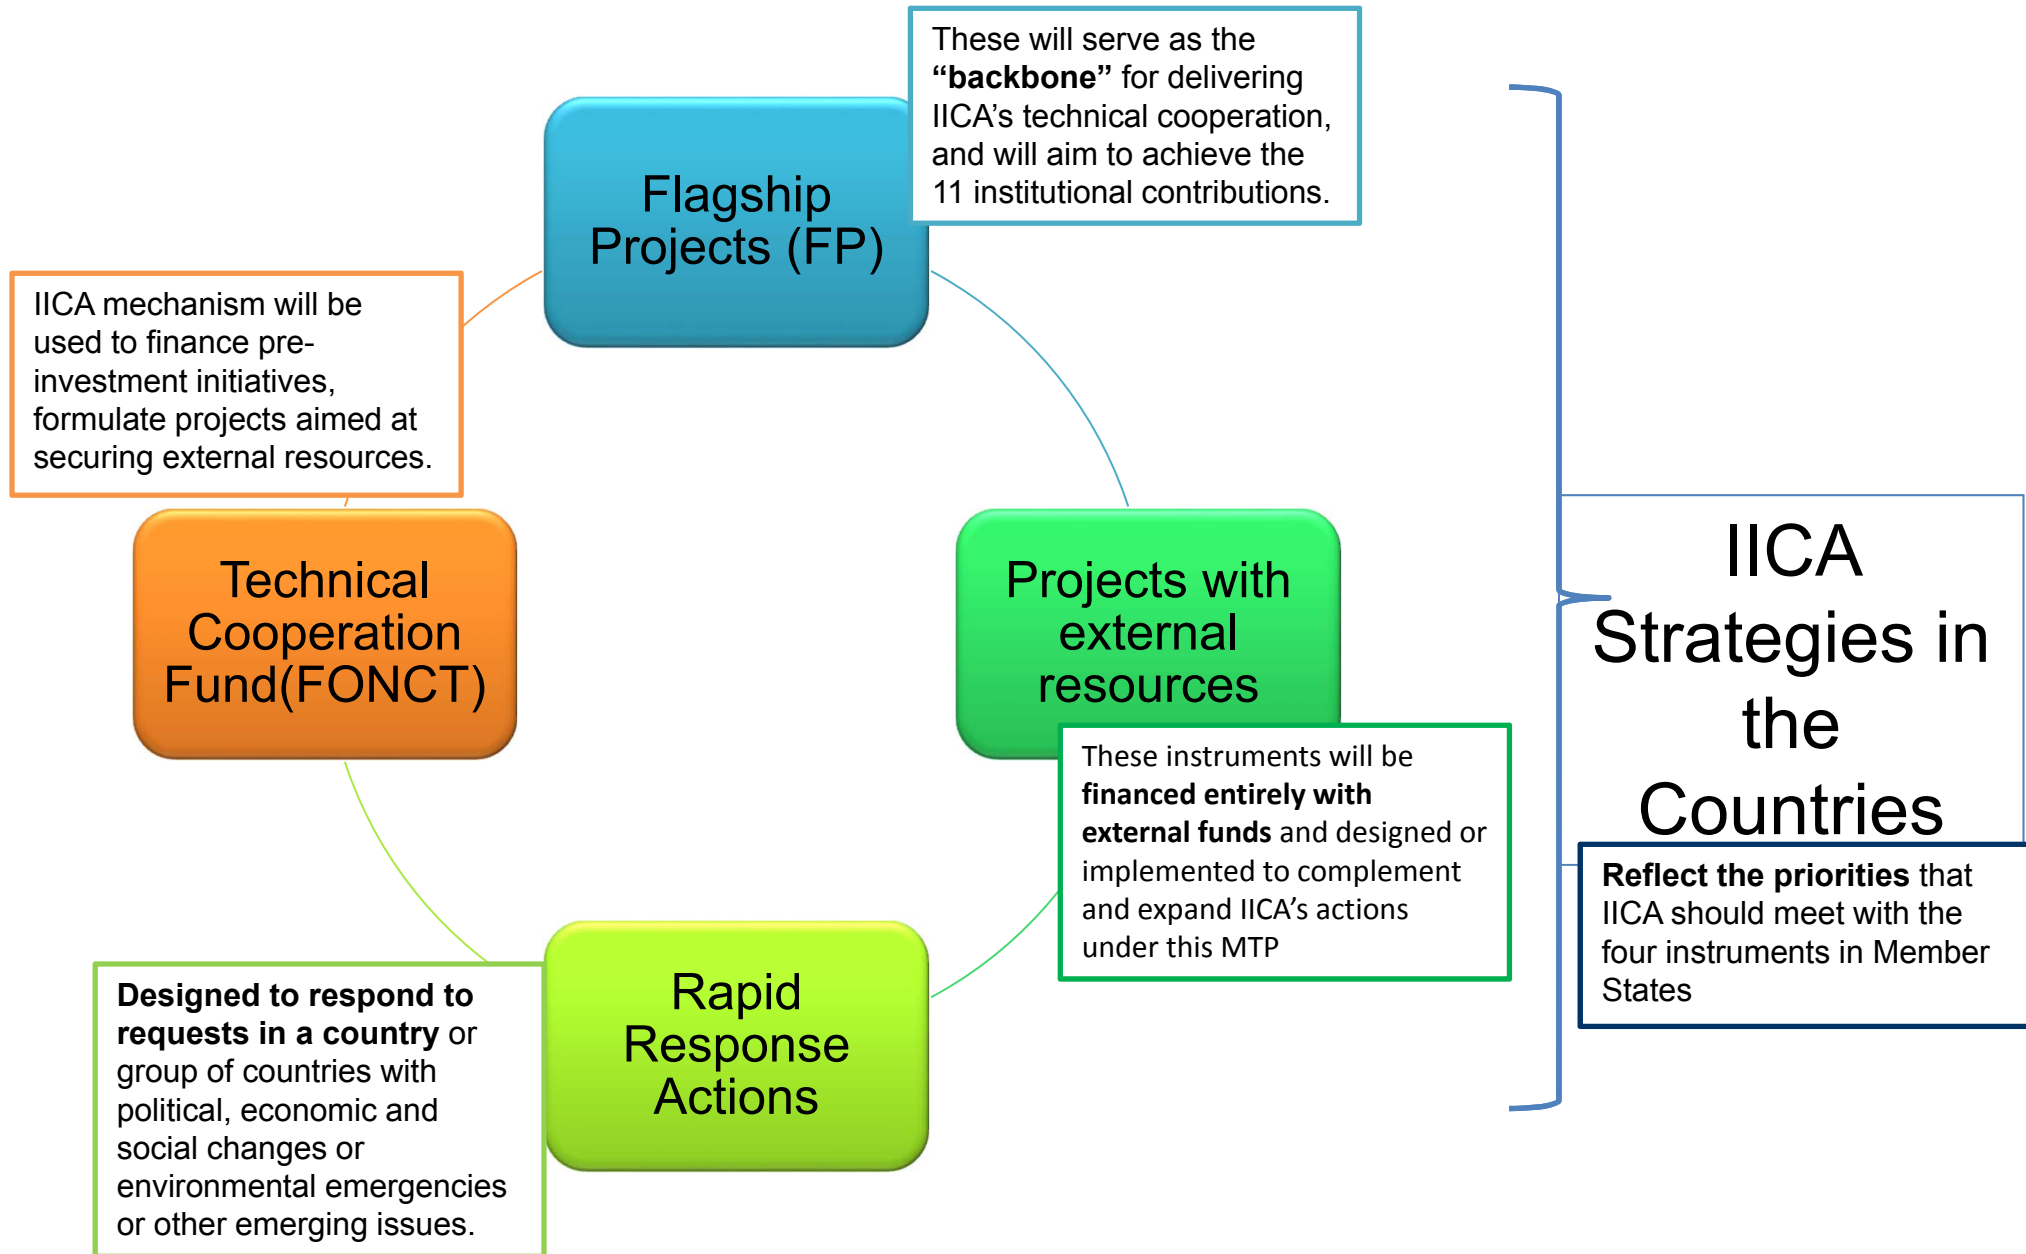 These will serve as the
“backbone” for delivering
IICA’s technical cooperation,
and will aim to achieve the
11 institutional contributions.
Flagship
Projects (FP)
IICA mechanism will be
used to finance pre-
investment initiatives,
formulate projects aimed at
securing external resources.
Technical
Cooperation
Fund(FONCT)
Projects with
external
resources
These instruments will be
financed entirely with
external funds and designed or
implemented to complement
and expand IICA’s actions
under this MTP
Rapid
Response
Actions
Designed to respond to
requests in a country or
group of countries with
political, economic and
social changes or
environmental emergencies
or other emerging issues.
IICA
Strategies in
the
Countries
Reflect the priorities that
IICA should meet with the
four instruments in Member
States